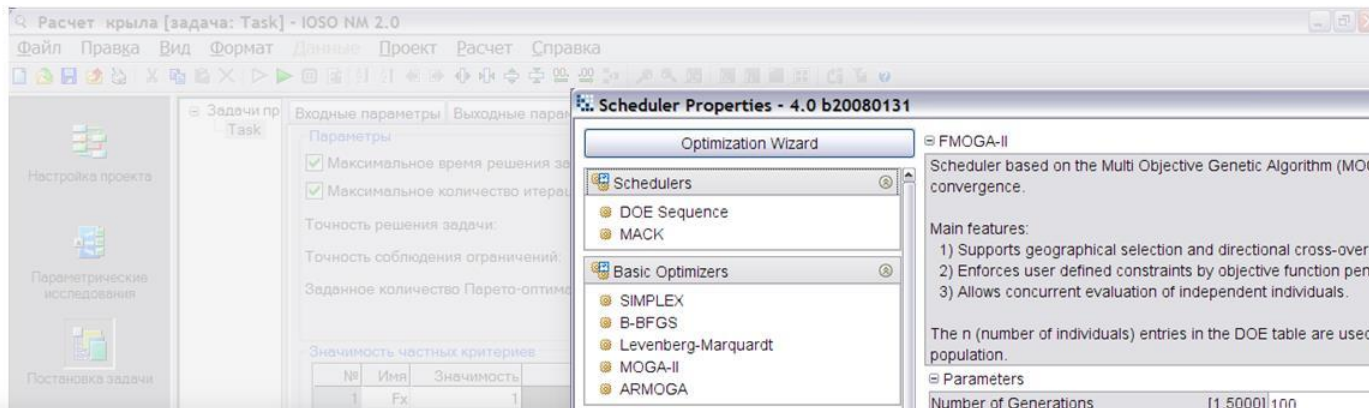 Расчет крыла [задача: Task] - IOSO NM 2.0
Файл Правка Вид Формат Данные Проект Расчет Справка
Задачи пр
Task
Настройка проекта
Параметрические
исследования
Постановка задачи
Входные параметры Выходные парам
Параметры
Максимальное время решения за
Максимальное количество итерац
Точность решения задачи:
Точность соблюдения ограничений:
Заданное количество Парето-оптима
Значимость частных критериев
№ Имя Значимость
1 Fx 1
Scheduler Properties - 4.0 b20080131
Optimization Wizard
Schedulers
DOE Sequence
MACK
Basic Optimizers
SIMPLEX
B-BFGS
Levenberg-Marquardt
MOGA-II
ARMOGA
FMOGA-II
Scheduler based on the Multi Objective Genetic Algorithm (MO
convergence.
Main features:
1) Supports geographical selection and directional cross-over
2) Enforces user defined constraints by objective function pen
3) Allows concurrent evaluation of independent individuals.
The n (number of individuals) entries in the DOE table are used
population.
Parameters
Number of Generations [1,5000] 100